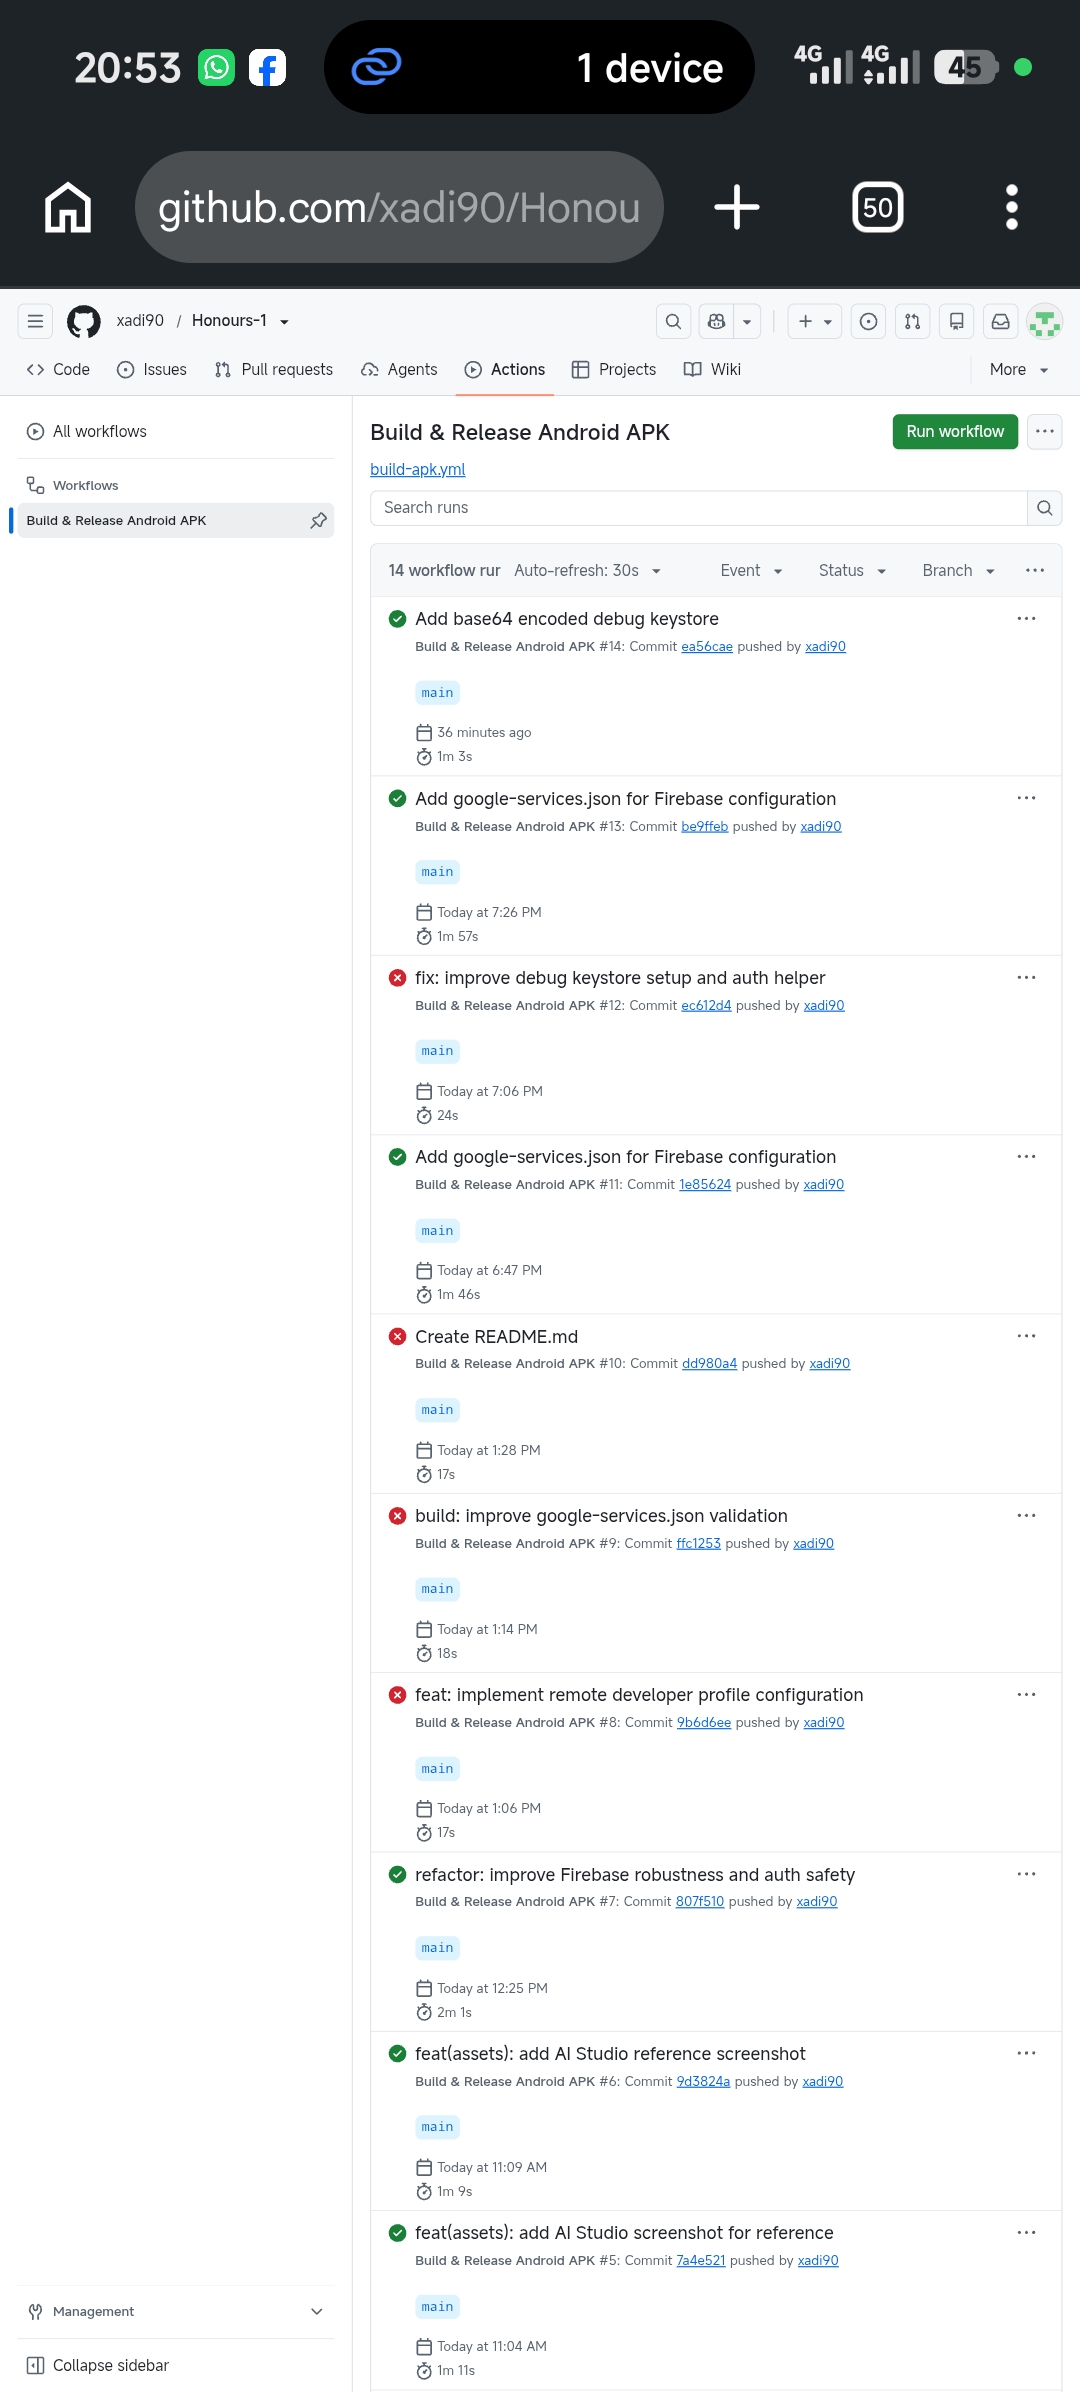 20:53
1 device
4G
4G
45
github.com/xadi90/Honou
50
xadi90 / Honours-1
Code
Issues
Pull requests
Agents
Actions
Projects
Wiki
More
All workflows
Workflows
Build & Release Android APK
Build & Release Android APK
Run workflow
build-apk.yml
Search runs
14 workflow rur
Auto-refresh: 30s
Event
Status
Branch
Add base64 encoded debug keystore
Build & Release Android APK #14: Commit ea56cae pushed by xadi90
main
36 minutes ago
1m 3s
Add google-services.json for Firebase configuration
Build & Release Android APK #13: Commit be9ffeb pushed by xadi90
main
Today at 7:26 PM
1m 57s
fix: improve debug keystore setup and auth helper
Build & Release Android APK #12: Commit ec612d4 pushed by xadi90
main
Today at 7:06 PM
24s
Add google-services.json for Firebase configuration
Build & Release Android APK #11: Commit 1e85624 pushed by xadi90
main
Today at 6:47 PM
1m 46s
Create README.md
Build & Release Android APK #10: Commit dd980a4 pushed by xadi90
main
Today at 1:28 PM
17s
build: improve google-services.json validation
Build & Release Android APK #9: Commit ffc1253 pushed by xadi90
main
Today at 1:14 PM
18s
feat: implement remote developer profile configuration
Build & Release Android APK #8: Commit 9b6d6ee pushed by xadi90
main
Today at 1:06 PM
17s
refactor: improve Firebase robustness and auth safety
Build & Release Android APK #7: Commit 807f510 pushed by xadi90
main
Today at 12:25 PM
2m 1s
feat(assets): add AI Studio reference screenshot
Build & Release Android APK #6: Commit 9d3824a pushed by xadi90
main
Today at 11:09 AM
1m 9s
feat(assets): add AI Studio screenshot for reference
Build & Release Android APK #5: Commit 7a4e521 pushed by xadi90
main
Today at 11:04 AM
1m 11s
Management
Collapse sidebar